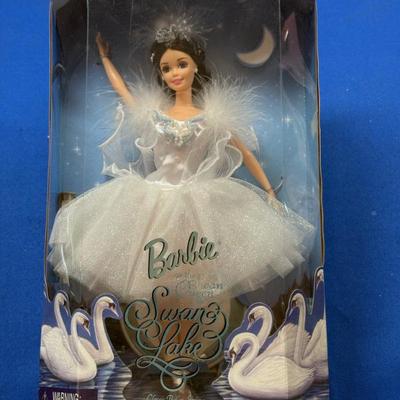 Barbie
as the
Swan
Queen
in
Swan
Lake
WARNING: